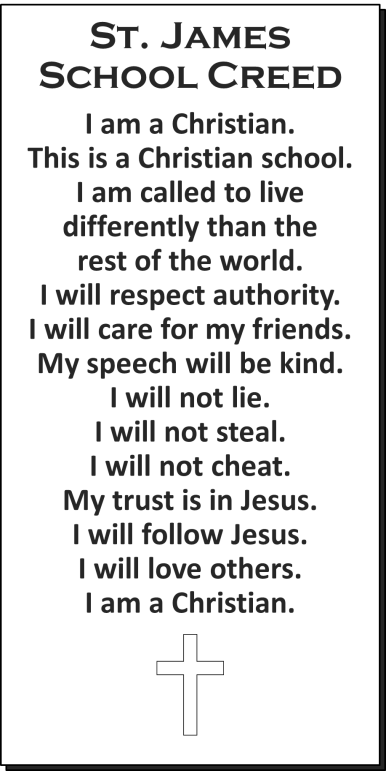 ST. JAMES
SCHOOL CREED
I am a Christian.
This is a Christian school.
I am called to live
differently than the
rest of the world.
I will respect authority.
I will care for my friends.
My speech will be kind.
I will not lie.
I will not steal.
I will not cheat.
My trust is in Jesus.
I will follow Jesus.
I will love others.
I am a Christian.